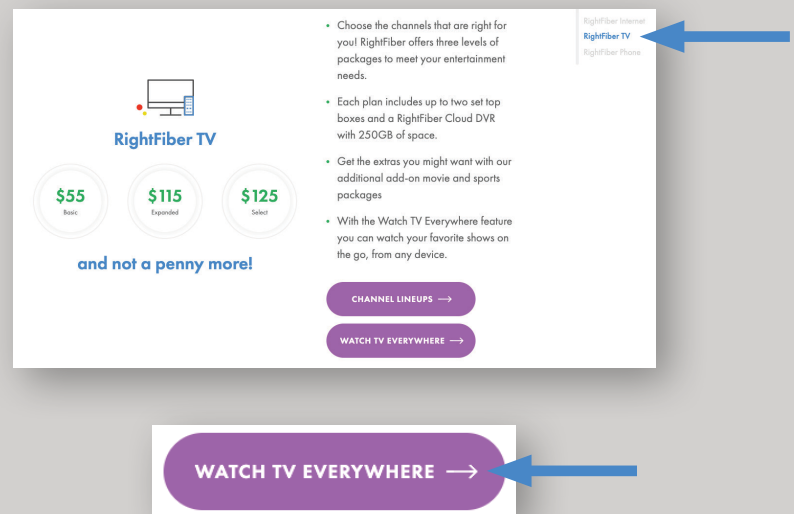 RightFiber TV
$55
Basic
$115
Expanded
$125
Select
and not a penny more!
• Choose the channels that are right for
you! RightFiber offers three levels of
packages to meet your entertainment
needs.
• Each plan includes up to two set top
boxes and a RightFiber Cloud DVR
with 250GB of space.
• Get the extras you might want with our
additional add-on movie and sports
packages
• With the Watch TV Everywhere feature
you can watch your favorite shows on
the go, from any device.
CHANNEL LINEUPS →
WATCH TV EVERYWHERE →
RightFiber Internet
RightFiber TV
RightFiber Phone
WATCH TV EVERYWHERE →